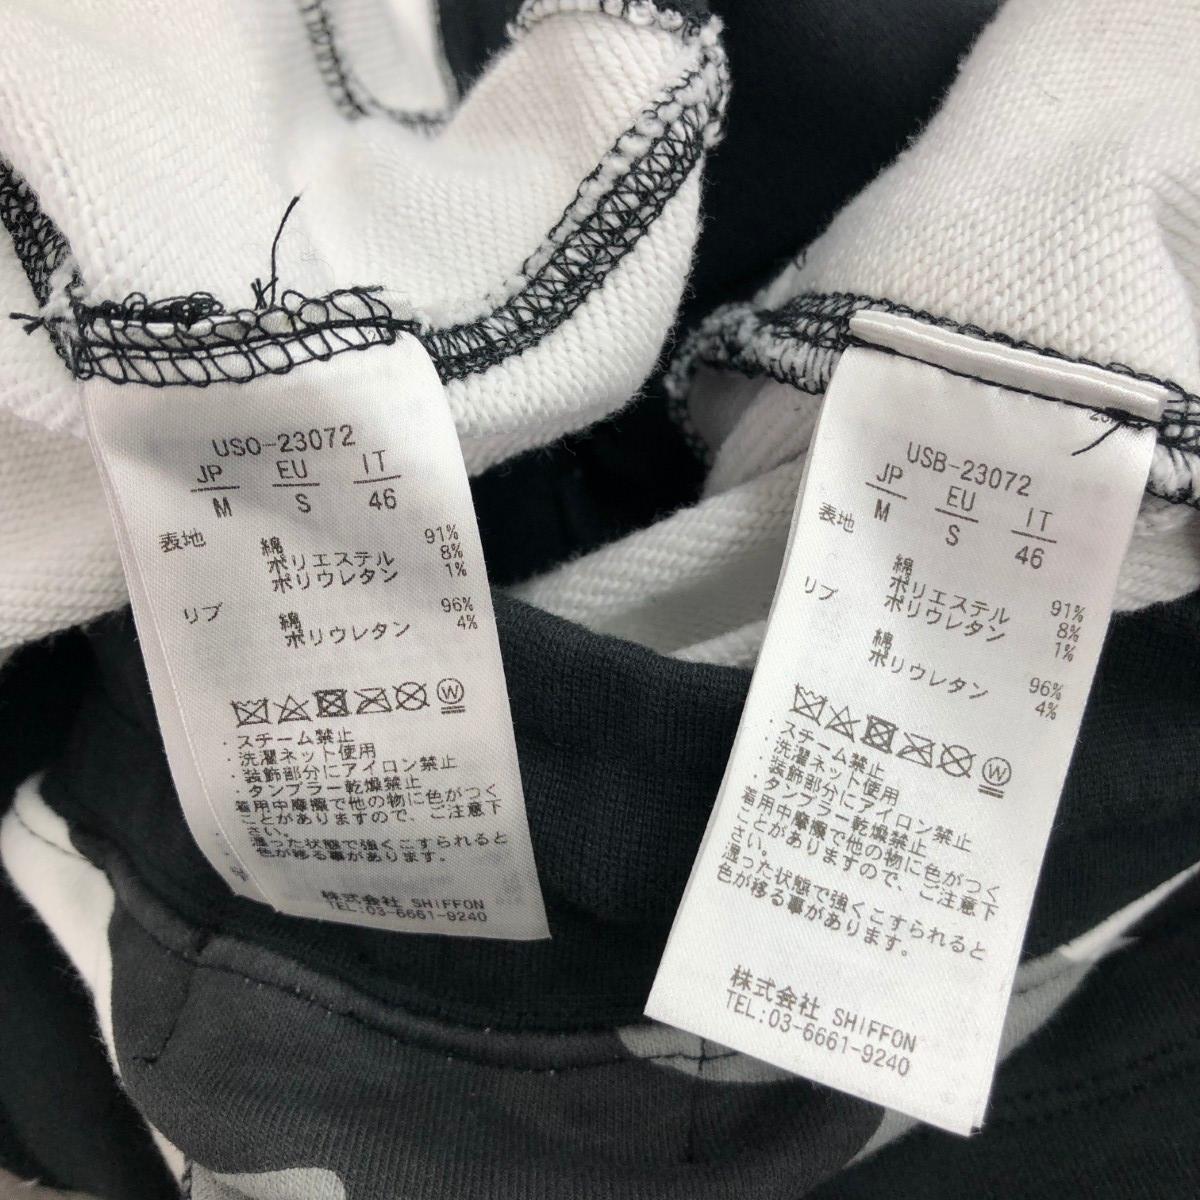 USO-23072
JP EU IT
M S 46
表地 綿 91%
ポリエステル 8%
ポリウレタン 1%
リブ 綿 96%
ポリウレタン 4%
W
・スチーム禁止
・洗濯ネット使用
・装飾部分にアイロン禁止
・タンブラー乾燥禁止
着用中摩擦で他の物に色がつく
ことがありますので、ご注意下
さい。
湿った状態で強くこすられると
色が移る事があります。
株式会社 SHIFFON
TEL:03-6661-9240
USB-23072
JP EU IT
M S 46
表地 綿 91%
ポリエステル 8%
ポリウレタン 1%
リブ 綿 96%
ポリウレタン 4%
W
・スチーム禁止
・洗濯ネット使用
・装飾部分にアイロン禁止
・タンブラー乾燥禁止
着用中摩擦で他の物に色がつく
ことがありますので、ご注意下
さい。
湿った状態で強くこすられると
色が移る事があります。
株式会社 SHIFFON
TEL:03-6661-9240